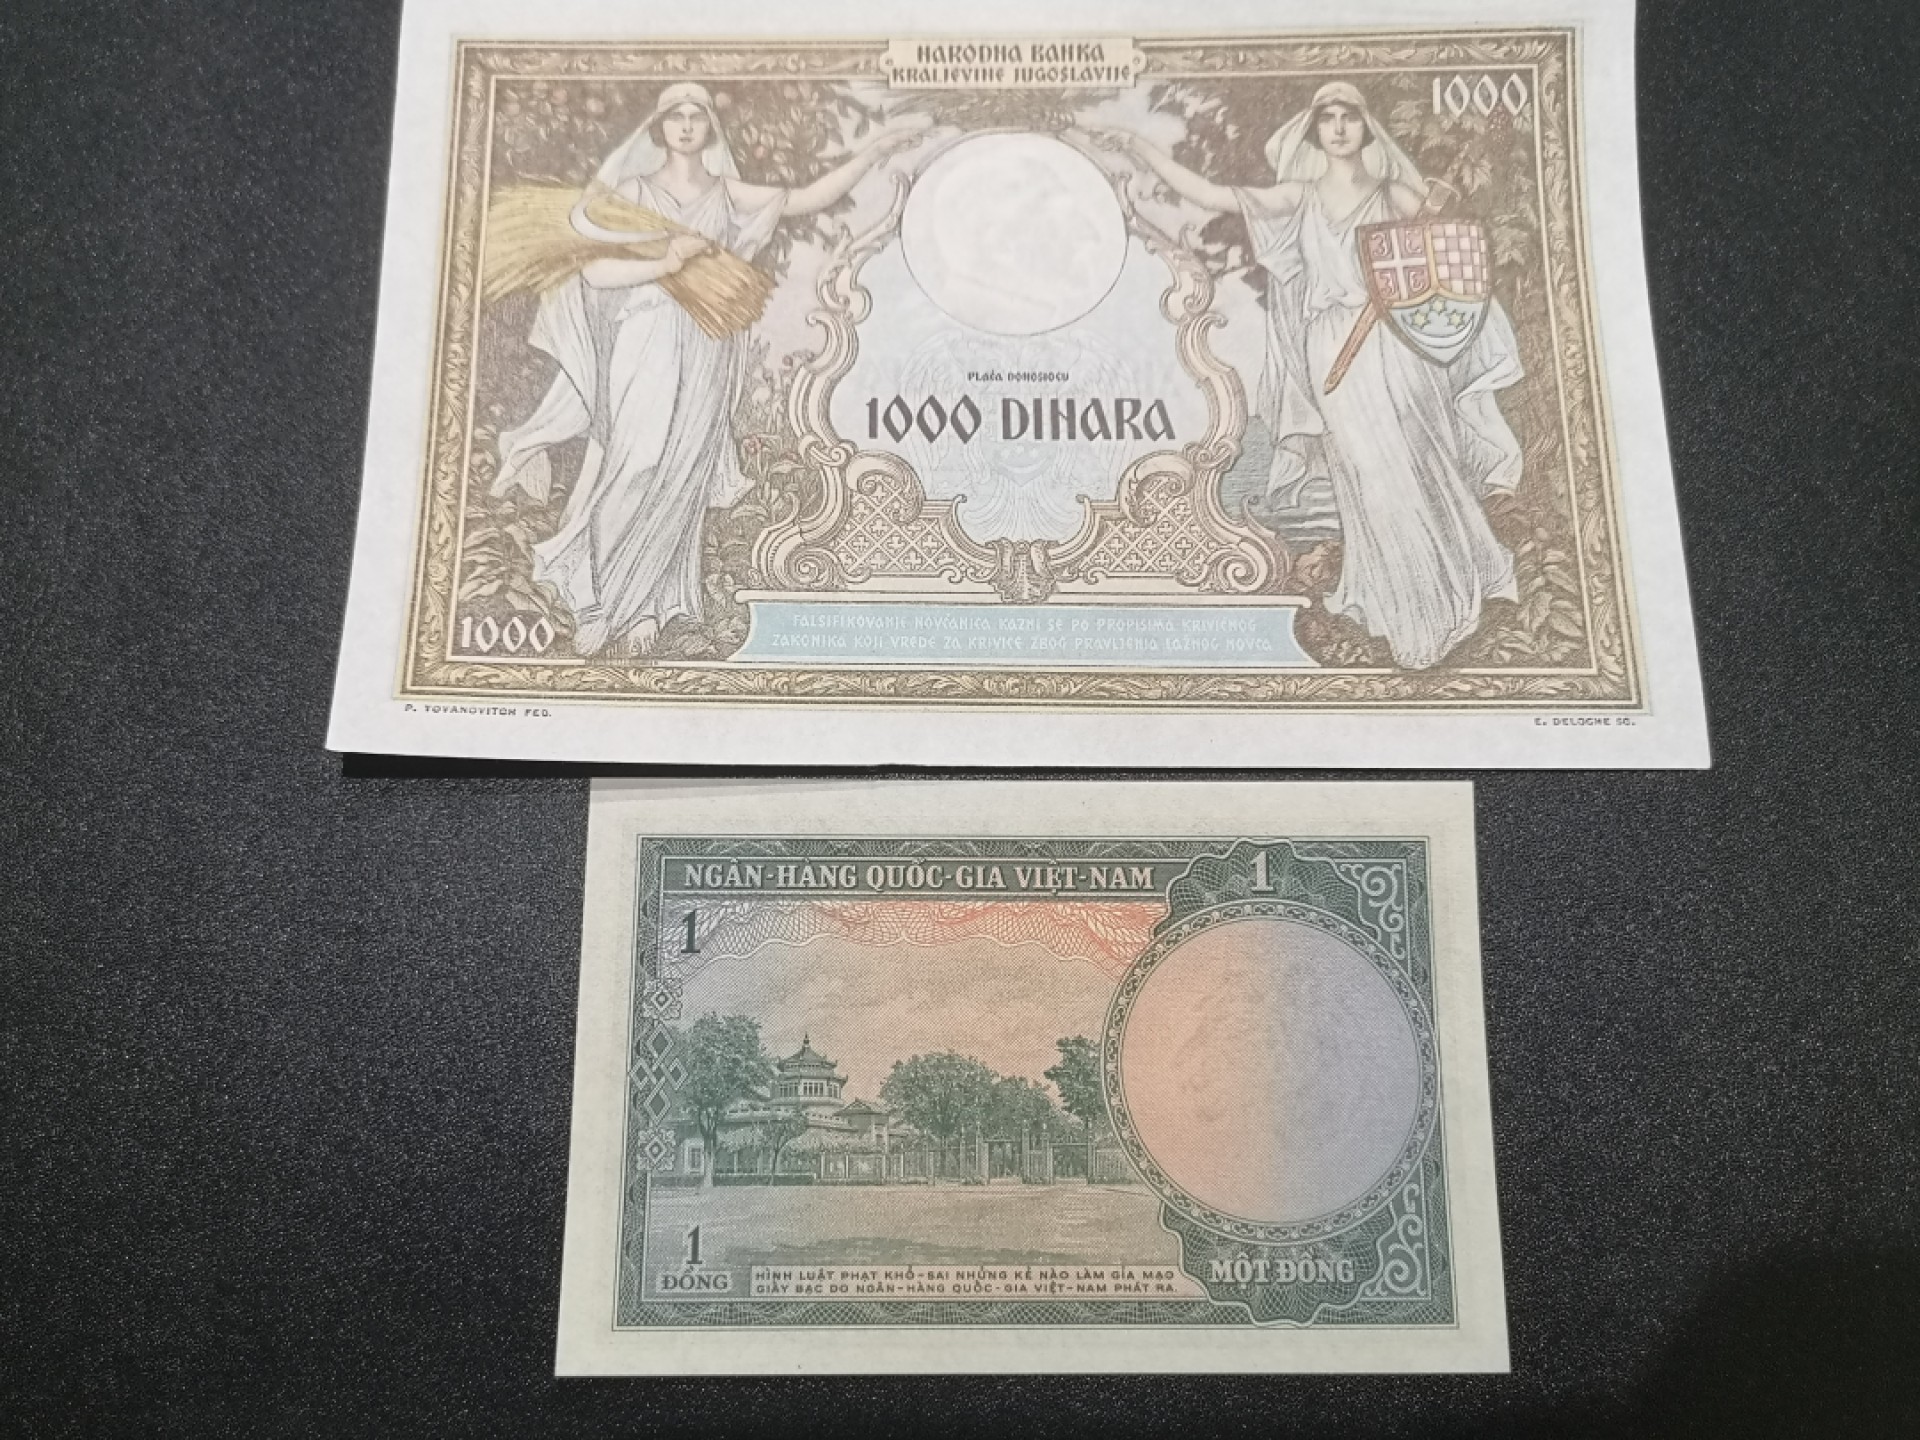 NARODNA BANKA
KRALJEVINE JUGOSLAVIJE
1000
PLAĆA DONOSIOCU
1000 DINARA
1000
FALSIFIKOVANJE NOVČANICA KAZNI SE PO PROPISIMA KRIVIČNOG
ZAKONIKA KOJI VREDE ZA KRIVICE ZBOG PRAVLJENJA LAŽNOG NOVCA
P. YOVANOVITCH FEC.
E. DELOCHE SC.
NGÂN-HÀNG QUỐC-GIA VIỆT-NAM
1
1
1
ĐỒNG
HÌNH LUẬT PHẠT KHỔ-SAI NHỮNG KẺ NÀO LÀM GIẢ MẠO
GIẤY BẠC DO NGÂN-HÀNG QUỐC-GIA VIỆT-NAM PHÁT RA.
MỘT ĐỒNG